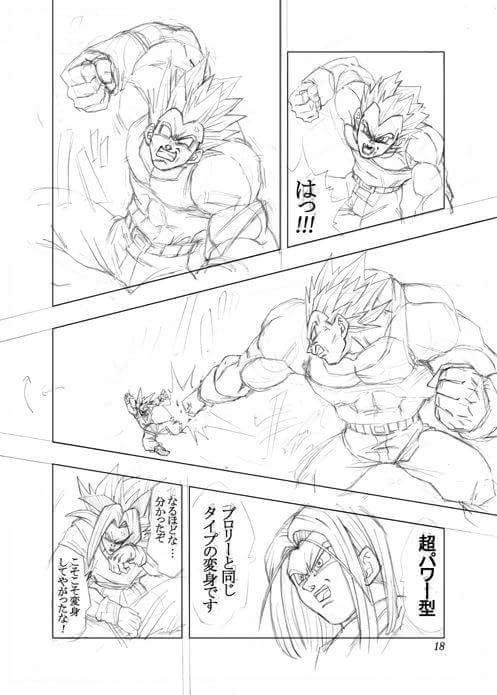 はっ!!!
超パワー型
ブロリーと同じ
タイプの変身です
なるほどな…
分かったぞ
こそこそ変身
してやがったな!
18